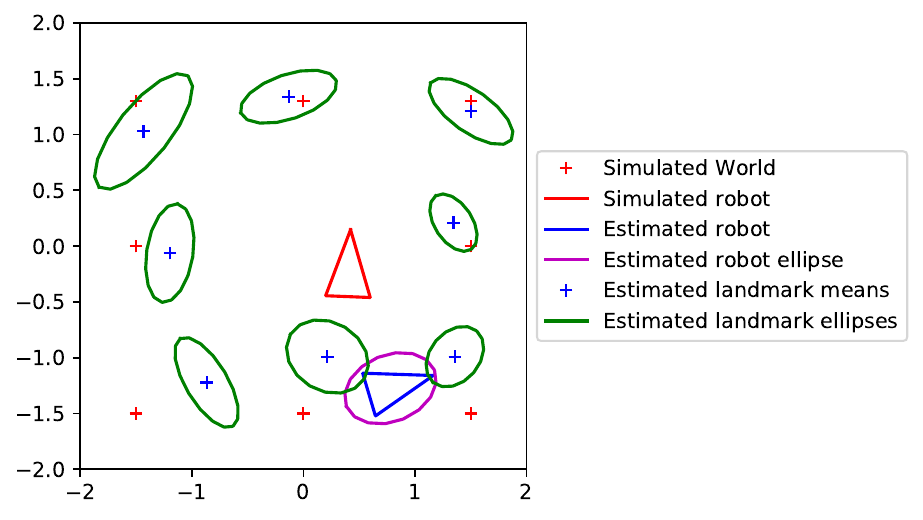 2.0
1.5
1.0
0.5
0.0
−0.5
−1.0
−1.5
−2.0
−2
−1
0
1
2
Simulated World
Simulated robot
Estimated robot
Estimated robot ellipse
Estimated landmark means
Estimated landmark ellipses